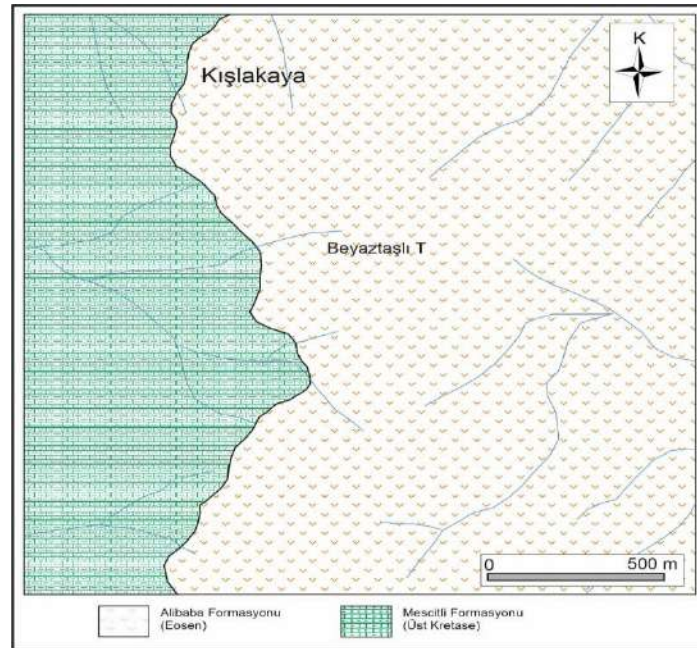 K
Kışlakaya
Beyaztaşlı T
0 500 m
Alibaba Formasyonu
(Eosen)
Mescitli Formasyonu
(Üst Kretase)